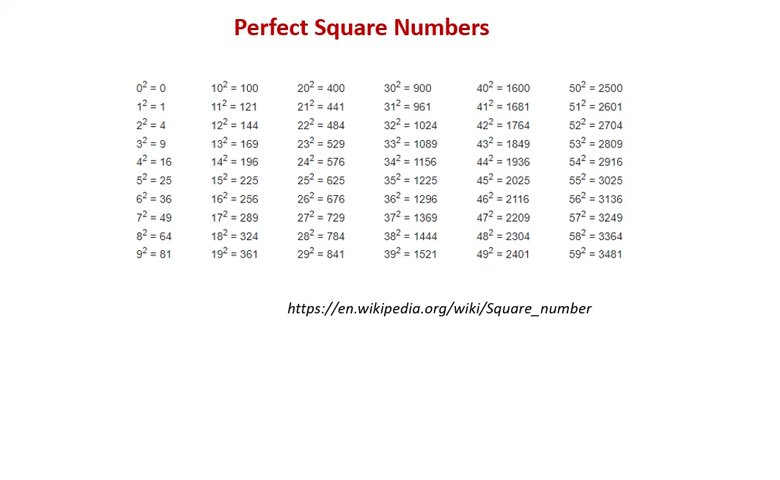 Perfect Square Numbers
0² = 0 10² = 100 20² = 400 30² = 900 40² = 1600 50² = 2500
1² = 1 11² = 121 21² = 441 31² = 961 41² = 1681 51² = 2601
2² = 4 12² = 144 22² = 484 32² = 1024 42² = 1764 52² = 2704
3² = 9 13² = 169 23² = 529 33² = 1089 43² = 1849 53² = 2809
4² = 16 14² = 196 24² = 576 34² = 1156 44² = 1936 54² = 2916
5² = 25 15² = 225 25² = 625 35² = 1225 45² = 2025 55² = 3025
6² = 36 16² = 256 26² = 676 36² = 1296 46² = 2116 56² = 3136
7² = 49 17² = 289 27² = 729 37² = 1369 47² = 2209 57² = 3249
8² = 64 18² = 324 28² = 784 38² = 1444 48² = 2304 58² = 3364
9² = 81 19² = 361 29² = 841 39² = 1521 49² = 2401 59² = 3481
https://en.wikipedia.org/wiki/Square_number